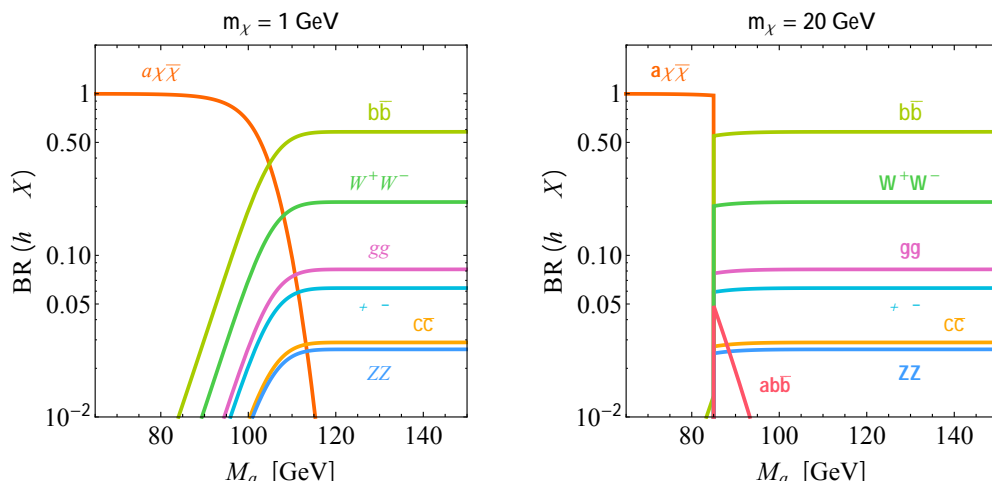 m_χ = 1 GeV
aχχ̅
bb̅
W⁺W⁻
gg
+ -
cc̅
ZZ
1
0.50
0.10
0.05
10⁻²
BR (h X)
80 100 120 140
M_a [GeV]
m_χ = 20 GeV
aχχ̅
bb̅
W⁺W⁻
gg
+ -
cc̅
ZZ
abb̅
1
0.50
0.10
0.05
10⁻²
BR (h X)
80 100 120 140
M_a [GeV]